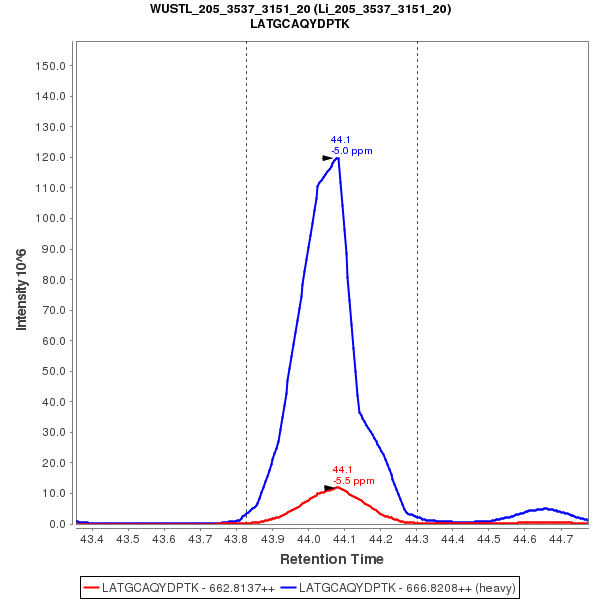 WUSTL_205_3537_3151_20 (Li_205_3537_3151_20)
LATGCAQYDPTK
Intensity 10^6
150.0
140.0
130.0
120.0
110.0
100.0
90.0
80.0
70.0
60.0
50.0
40.0
30.0
20.0
10.0
0.0
44.1
-5.0 ppm
44.1
-5.5 ppm
43.4 43.5 43.6 43.7 43.8 43.9 44.0 44.1 44.2 44.3 44.4 44.5 44.6 44.7
Retention Time
LATGCAQYDPTK - 662.8137++ LATGCAQYDPTK - 666.8208++ (heavy)